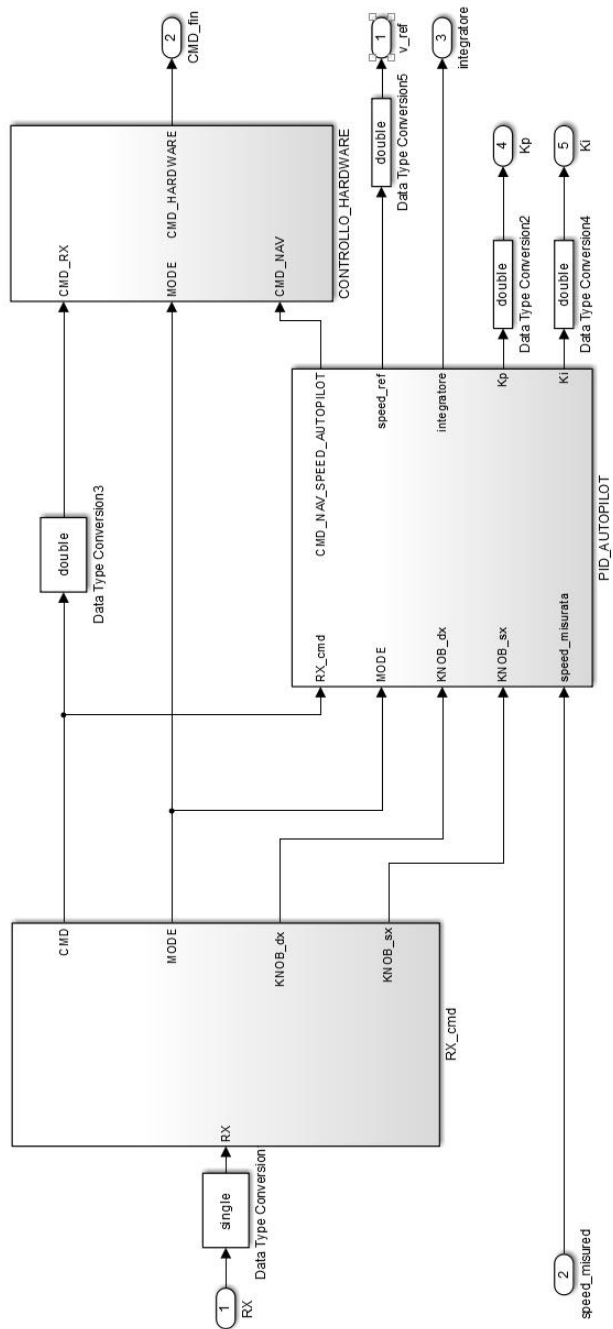 1
RX
single
Data Type Conversion
RX
CMD
MODE
KNOB_dx
KNOB_sx
RX_cmd
2
speed_misured
double
Data Type Conversion3
RX_cmd
MODE
KNOB_dx
KNOB_sx
speed_misurata
CMD_NAV_SPEED_AUTOPILOT
speed_ref
integratore
Kp
Ki
PID_AUTOPILOT
CMD_RX
MODE
CMD_NAV
CMD_HARDWARE
CONTROLLO_HARDWARE
2
CMD_fin
double
Data Type Conversion5
1
v_ref
3
integratore
double
Data Type Conversion2
4
Kp
double
Data Type Conversion4
5
Ki